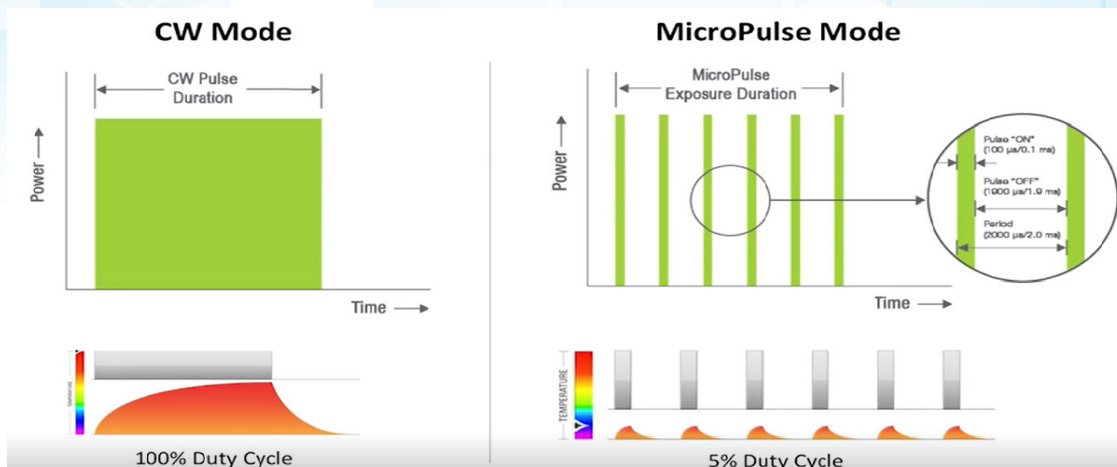 CW Mode
CW Pulse
Duration
Power
Time
TEMPERATURE
100% Duty Cycle
MicroPulse Mode
MicroPulse
Exposure Duration
Power
Time
Pulse "ON"
(100 µs/0.1 ms)
Pulse "OFF"
(1900 µs/1.9 ms)
Period
(2000 µs/2.0 ms)
TEMPERATURE
5% Duty Cycle